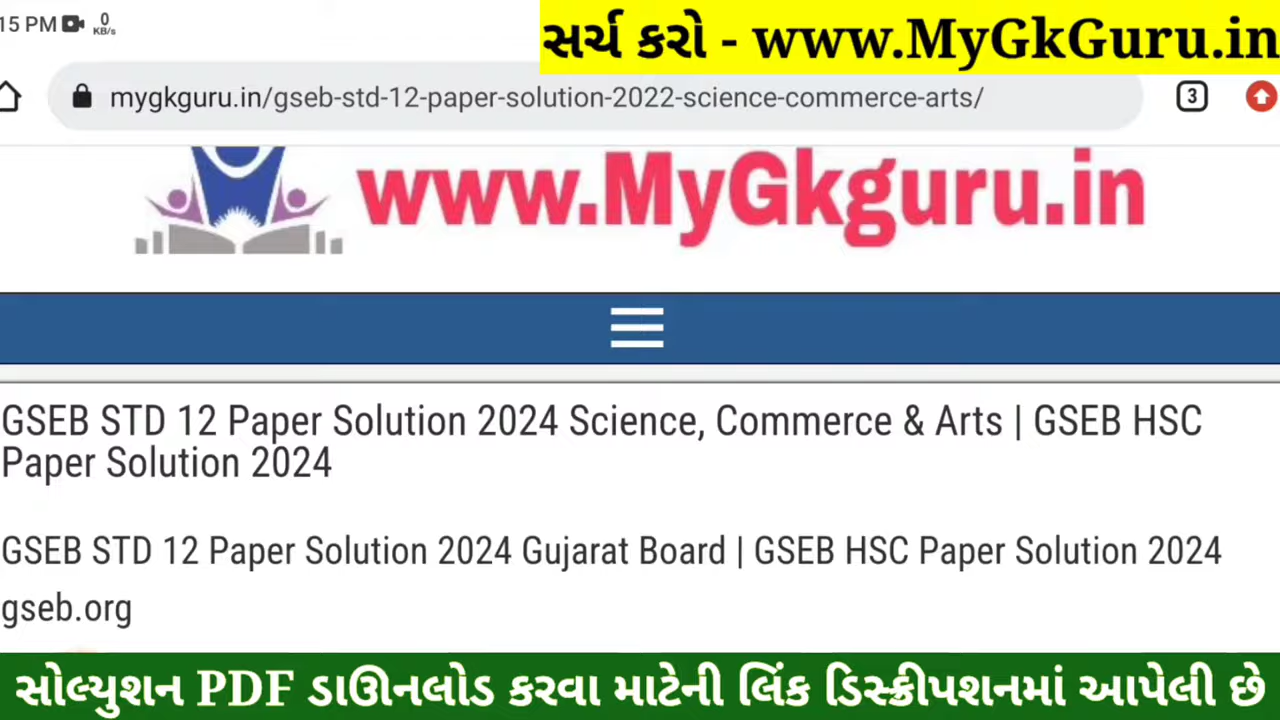 15 PM 0 KB/s
સર્ચ કરો - www.MyGkGuru.in
mygkguru.in/gseb-std-12-paper-solution-2022-science-commerce-arts/ 3
www.MyGkguru.in
GSEB STD 12 Paper Solution 2024 Science, Commerce & Arts | GSEB HSC
Paper Solution 2024
GSEB STD 12 Paper Solution 2024 Gujarat Board | GSEB HSC Paper Solution 2024
gseb.org
સોલ્યુશન PDF ડાઊનલોડ કરવા માટેની લિંક ડિસ્ક્રીપશનમાં આપેલી છે